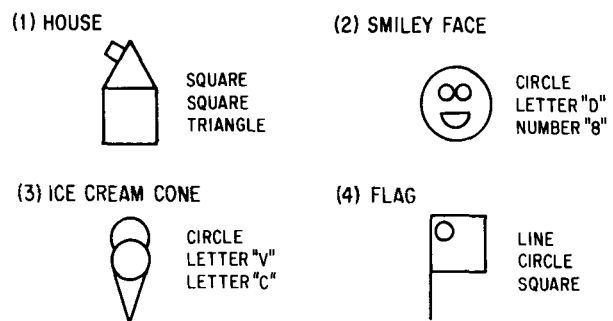 (1) HOUSE
SQUARE
SQUARE
TRIANGLE
(2) SMILEY FACE
CIRCLE
LETTER "D"
NUMBER "8"
(3) ICE CREAM CONE
CIRCLE
LETTER "V"
LETTER "C"
(4) FLAG
LINE
CIRCLE
SQUARE